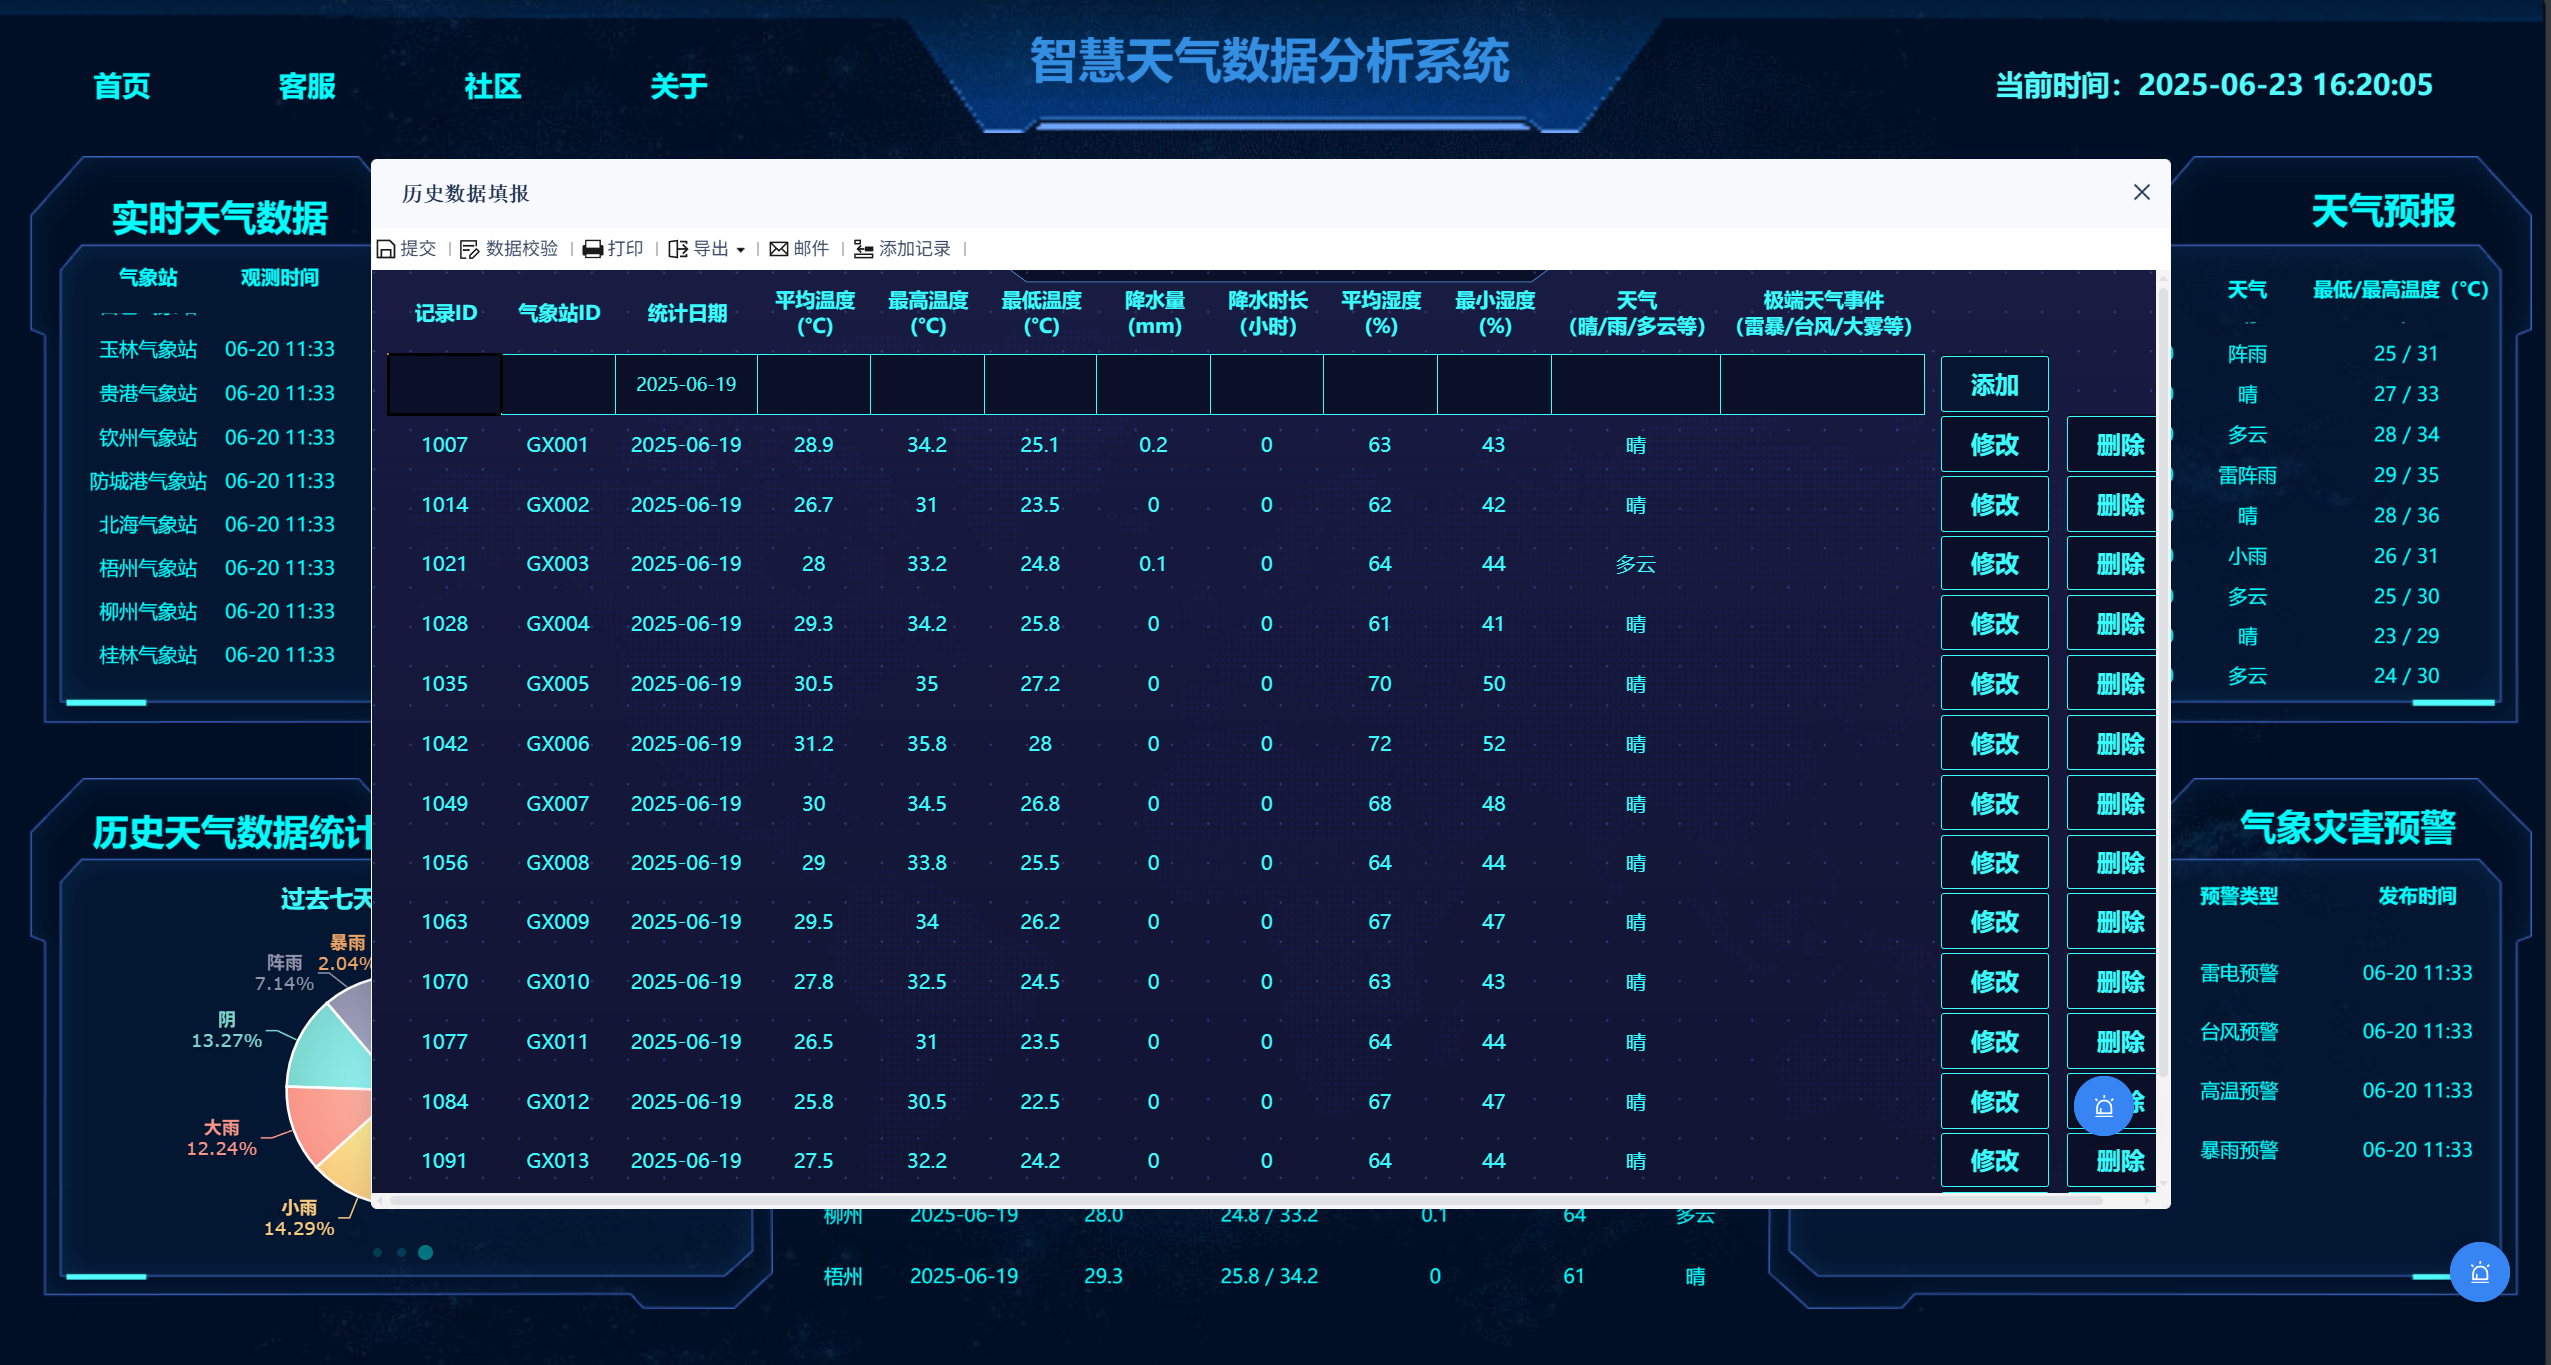 智慧天气数据分析系统
首页 客服 社区 关于
当前时间：2025-06-23 16:20:05
实时天气数据
气象站 观测时间
玉林气象站 06-20 11:33
贵港气象站 06-20 11:33
钦州气象站 06-20 11:33
防城港气象站 06-20 11:33
北海气象站 06-20 11:33
梧州气象站 06-20 11:33
柳州气象站 06-20 11:33
桂林气象站 06-20 11:33
历史天气数据统计
过去七天
暴雨
2.04%
阵雨
7.14%
阴
13.27%
大雨
12.24%
小雨
14.29%
历史数据填报
提交 数据校验 打印 导出 邮件 添加记录
记录ID 气象站ID 统计日期 平均温度(℃) 最高温度(℃) 最低温度(℃) 降水量(mm) 降水时长(小时) 平均湿度(%) 最小湿度(%) 天气(晴/雨/多云等) 极端天气事件(雷暴/台风/大雾等)
2025-06-19 添加
1007 GX001 2025-06-19 28.9 34.2 25.1 0.2 0 63 43 晴 修改 删除
1014 GX002 2025-06-19 26.7 31 23.5 0 0 62 42 晴 修改 删除
1021 GX003 2025-06-19 28 33.2 24.8 0.1 0 64 44 多云 修改 删除
1028 GX004 2025-06-19 29.3 34.2 25.8 0 0 61 41 晴 修改 删除
1035 GX005 2025-06-19 30.5 35 27.2 0 0 70 50 晴 修改 删除
1042 GX006 2025-06-19 31.2 35.8 28 0 0 72 52 晴 修改 删除
1049 GX007 2025-06-19 30 34.5 26.8 0 0 68 48 晴 修改 删除
1056 GX008 2025-06-19 29 33.8 25.5 0 0 64 44 晴 修改 删除
1063 GX009 2025-06-19 29.5 34 26.2 0 0 67 47 晴 修改 删除
1070 GX010 2025-06-19 27.8 32.5 24.5 0 0 63 43 晴 修改 删除
1077 GX011 2025-06-19 26.5 31 23.5 0 0 64 44 晴 修改 删除
1084 GX012 2025-06-19 25.8 30.5 22.5 0 0 67 47 晴 修改 除
1091 GX013 2025-06-19 27.5 32.2 24.2 0 0 64 44 晴 修改 删除
柳州 2025-06-19 28.0 24.8 / 33.2 0.1 64 多云
梧州 2025-06-19 29.3 25.8 / 34.2 0 61 晴
天气预报
天气 最低/最高温度（℃）
阵雨 25 / 31
晴 27 / 33
多云 28 / 34
雷阵雨 29 / 35
晴 28 / 36
小雨 26 / 31
多云 25 / 30
晴 23 / 29
多云 24 / 30
气象灾害预警
预警类型 发布时间
雷电预警 06-20 11:33
台风预警 06-20 11:33
高温预警 06-20 11:33
暴雨预警 06-20 11:33